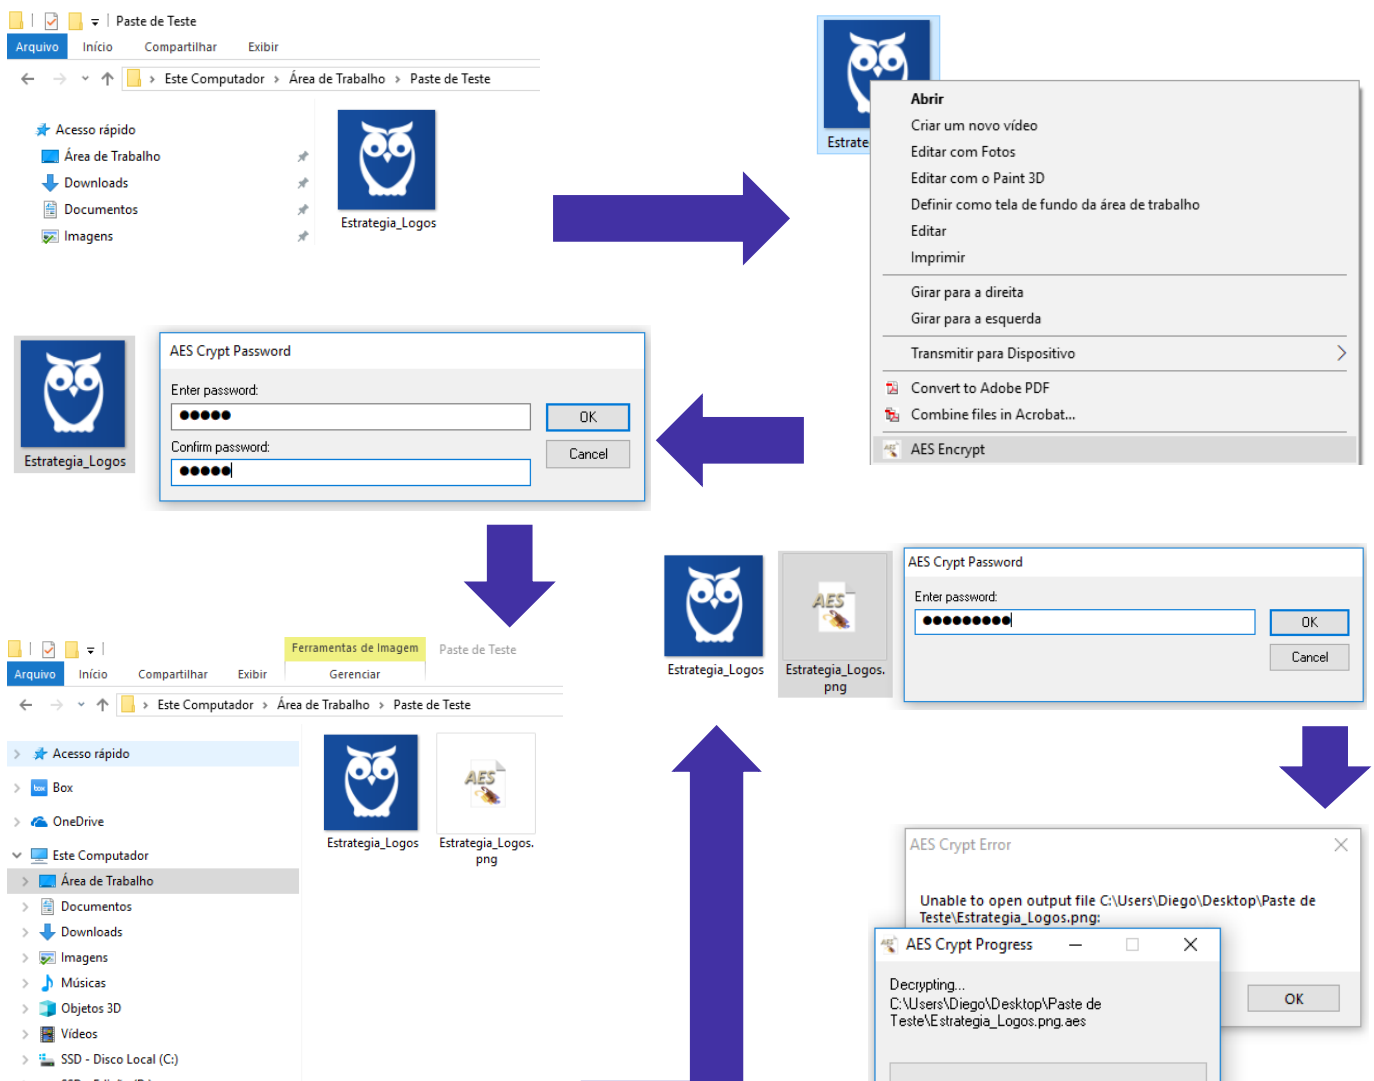 Paste de Teste
Arquivo Início Compartilhar Exibir
Este Computador > Área de Trabalho > Paste de Teste
Acesso rápido
Área de Trabalho
Downloads
Documentos
Imagens
Estrategia_Logos
Estrate
Abrir
Criar um novo vídeo
Editar com Fotos
Editar com o Paint 3D
Definir como tela de fundo da área de trabalho
Editar
Imprimir
Girar para a direita
Girar para a esquerda
Transmitir para Dispositivo
Convert to Adobe PDF
Combine files in Acrobat...
AES Encrypt
Estrategia_Logos
AES Crypt Password
Enter password:
●●●●●
OK
Confirm password:
●●●●●
Cancel
Estrategia_Logos
AES
Estrategia_Logos.
png
AES Crypt Password
Enter password:
●●●●●●●●●
OK
Cancel
Ferramentas de Imagem Paste de Teste
Arquivo Início Compartilhar Exibir Gerenciar
Este Computador > Área de Trabalho > Paste de Teste
Acesso rápido
box Box
OneDrive
Este Computador
Área de Trabalho
Documentos
Downloads
Imagens
Músicas
Objetos 3D
Vídeos
SSD - Disco Local (C:)
Estrategia_Logos
AES
Estrategia_Logos.
png
AES Crypt Error
Unable to open output file C:\Users\Diego\Desktop\Paste de
Teste\Estrategia_Logos.png:
OK
AES Crypt Progress
Decrypting...
C:\Users\Diego\Desktop\Paste de
Teste\Estrategia_Logos.png.aes